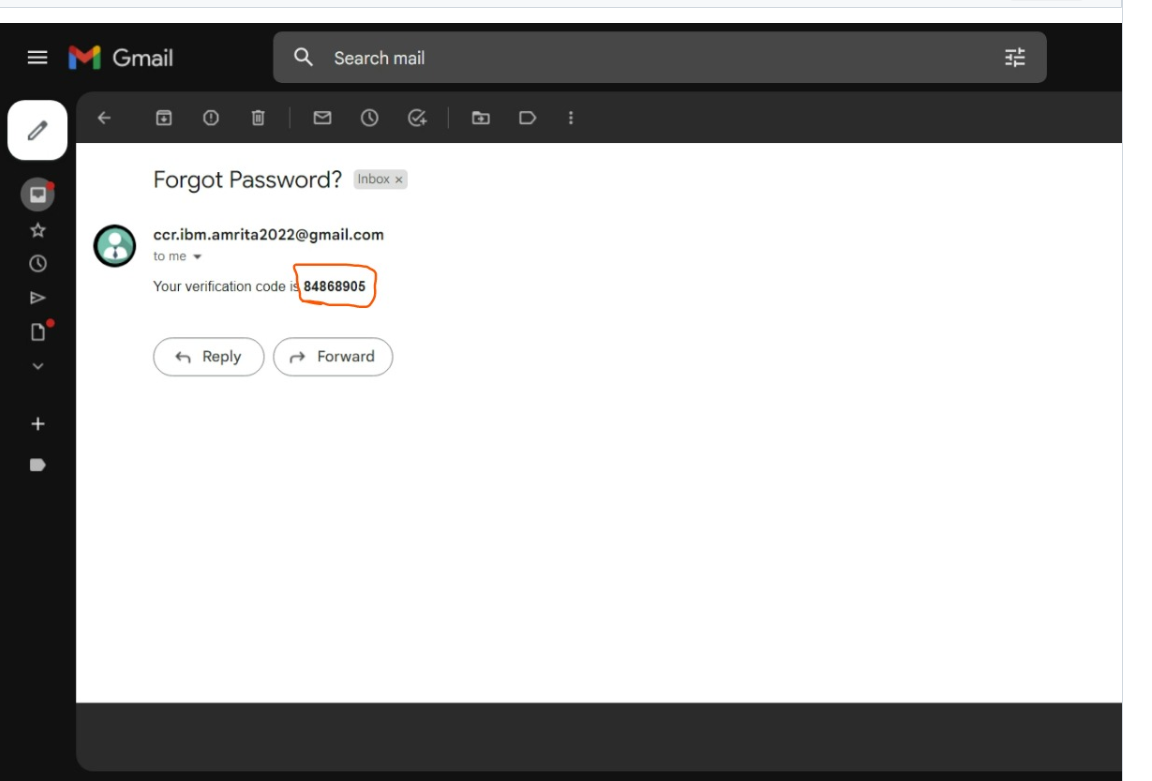 Gmail
Search mail
Forgot Password? Inbox ×
ccr.ibm.amrita2022@gmail.com
to me
Your verification code is 84868905
Reply
Forward